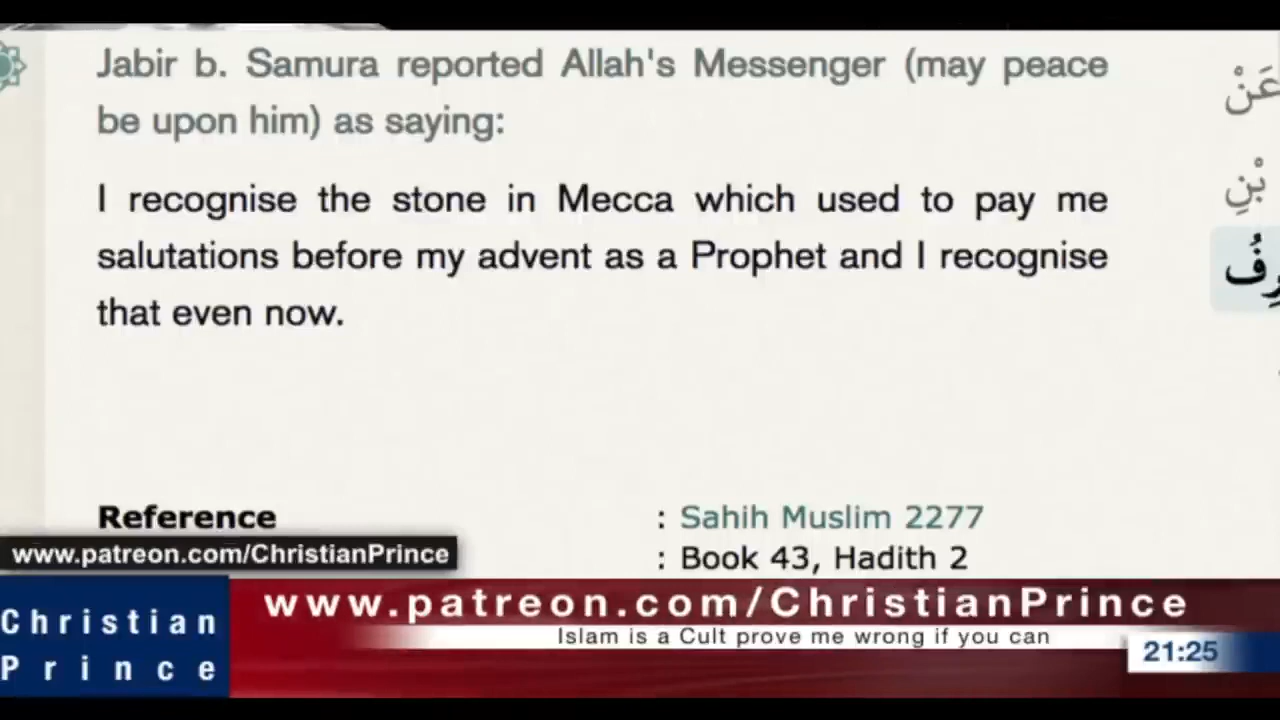 Jabir b. Samura reported Allah's Messenger (may peace
be upon him) as saying:
عَنْ
I recognise the stone in Mecca which used to pay me
بْنِ
salutations before my advent as a Prophet and I recognise
that even now.
Reference : Sahih Muslim 2277
www.patreon.com/ChristianPrince
: Book 43, Hadith 2
www.patreon.com/ChristianPrince
Islam is a Cult prove me wrong if you can
Christian
Prince
21:25